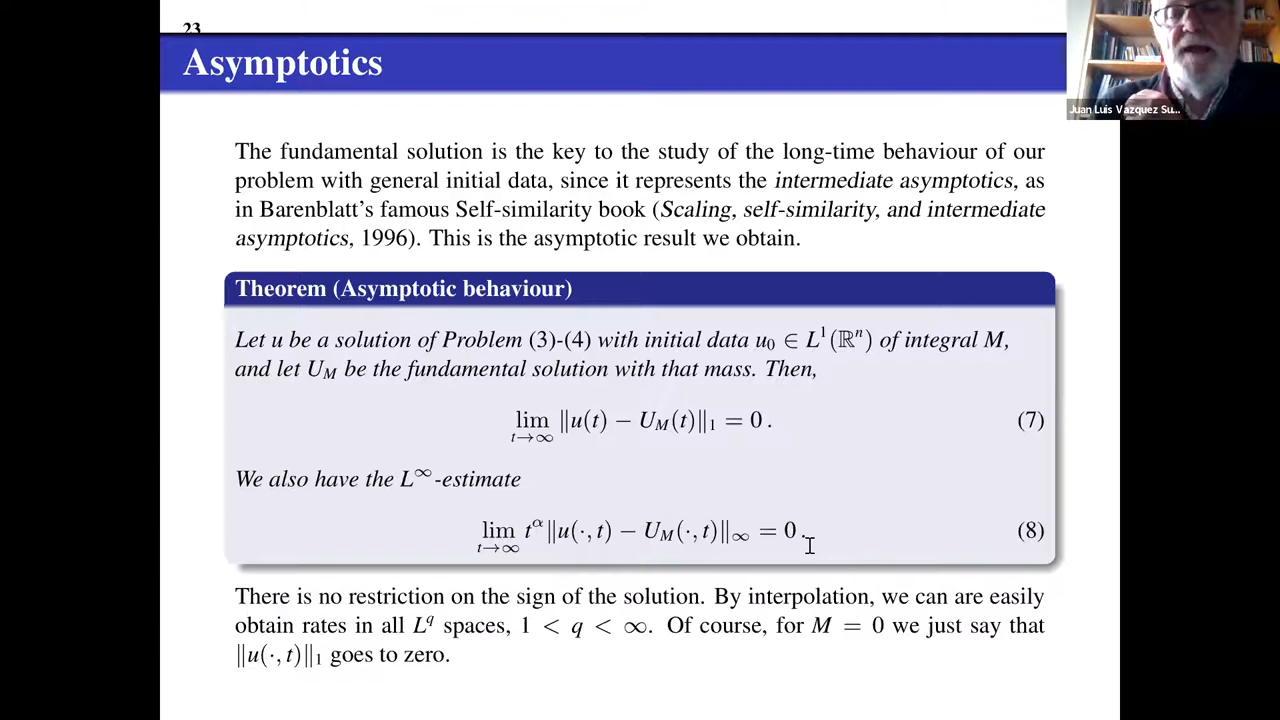 23
Asymptotics
Juan Luis Vazquez Su...
The fundamental solution is the key to the study of the long-time behaviour of our
problem with general initial data, since it represents the intermediate asymptotics, as
in Barenblatt's famous Self-similarity book (Scaling, self-similarity, and intermediate
asymptotics, 1996). This is the asymptotic result we obtain.
Theorem (Asymptotic behaviour)
Let u be a solution of Problem (3)-(4) with initial data u₀ ∈ L¹(ℝⁿ) of integral M,
and let U_M be the fundamental solution with that mass. Then,
lim_{t→∞} ‖u(t) − U_M(t)‖₁ = 0 . (7)
We also have the L^∞-estimate
lim_{t→∞} t^α‖u(·, t) − U_M(·, t)‖_∞ = 0 . (8)
There is no restriction on the sign of the solution. By interpolation, we can are easily
obtain rates in all L^q spaces, 1 < q < ∞. Of course, for M = 0 we just say that
‖u(·, t)‖₁ goes to zero.